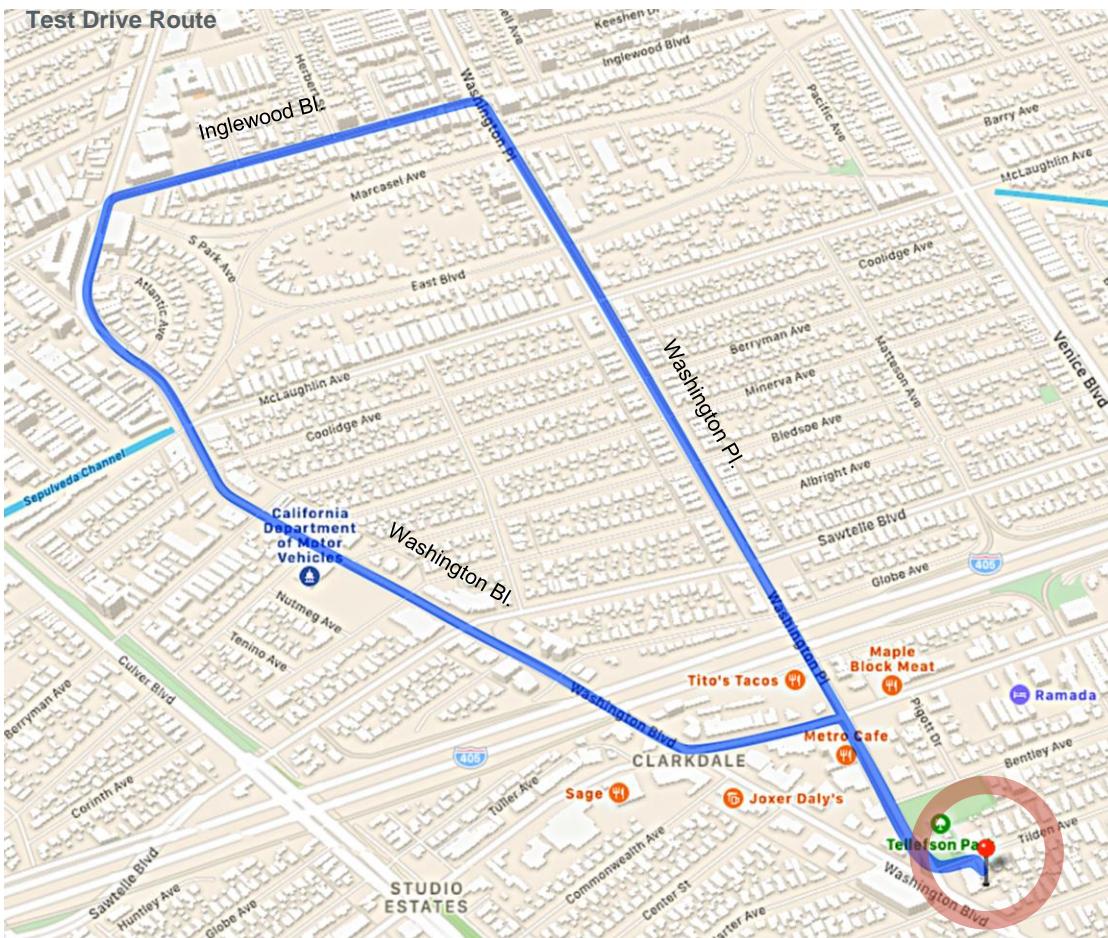 Test Drive Route
Keeshen Dr
Inglewood Blvd
Herbert
Washington Pl
Inglewood Bl.
Pacific Ave
Barry Ave
McLaughlin Ave
Marcasel Ave
S Park Ave
Coolidge Ave
East Blvd
Atlantic Ave
Berryman Ave
Matteson Ave
Venice Blvd
Washington Pl.
Minerva Ave
McLaughlin Ave
Coolidge Ave
Bledsoe Ave
Albright Ave
Sepulveda Channel
California
Department
of Motor
Vehicles
Washington Bl.
Sawtelle Blvd
405
Globe Ave
Nutmeg Ave
Tenino Ave
Washington Pl
Maple
Block Meat
Tito's Tacos
Ramada
Culver Blvd
Berryman Ave
Washington Blvd
Pigott Dr
Metro Cafe
405
CLARKDALE
Bentley Ave
Corinth Ave
Tuller Ave
Sage
Joxer Daly's
Tilden Ave
Tellefson Pa
Commonwealth Ave
Washington Blvd
Sawtelle Blvd
STUDIO
ESTATES
Center St
Huntley Ave
Globe Ave
arter Ave